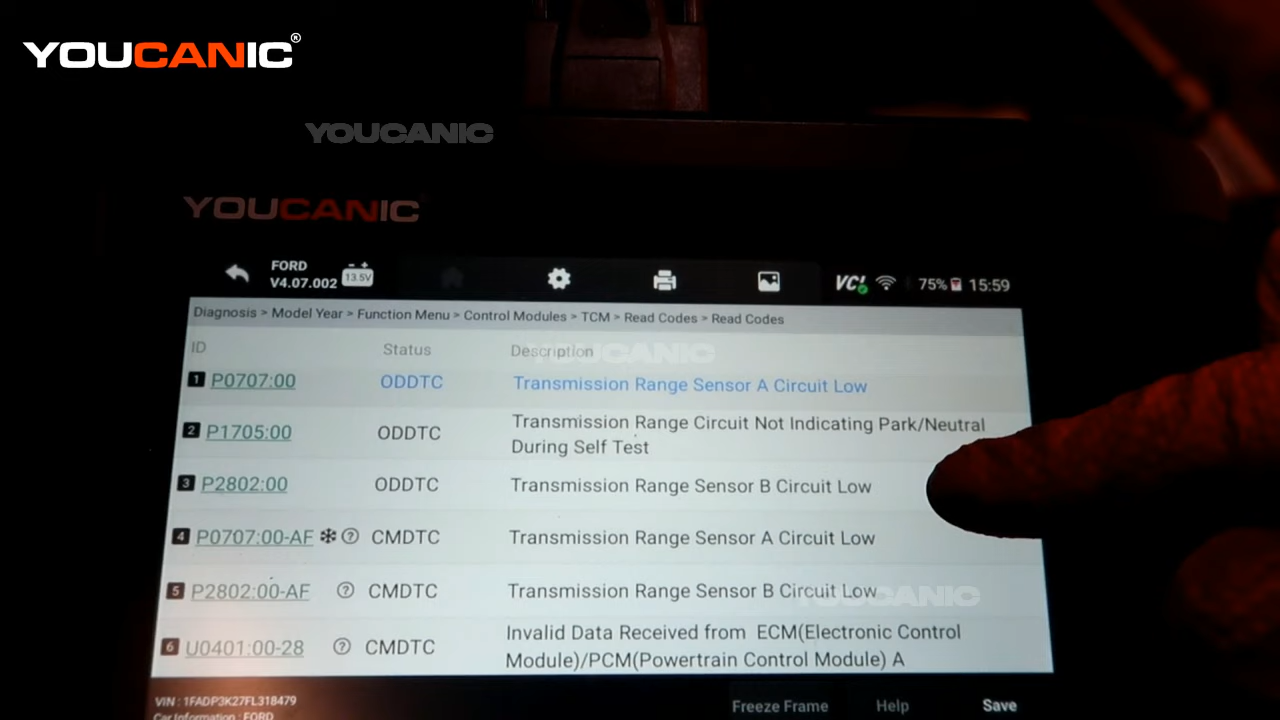 YOUCANIC®
YOUCANIC
YOUCANIC
FORD
V4.07.002
13.5V
VCI
75%
15:59
Diagnosis > Model Year > Function Menu > Control Modules > TCM > Read Codes > Read Codes
ID Status Description
YOUCANIC
1 P0707:00 ODDTC Transmission Range Sensor A Circuit Low
2 P1705:00 ODDTC Transmission Range Circuit Not Indicating Park/Neutral
During Self Test
3 P2802:00 ODDTC Transmission Range Sensor B Circuit Low
4 P0707:00-AF CMDTC Transmission Range Sensor A Circuit Low
5 P2802:00-AF CMDTC Transmission Range Sensor B Circuit Low
YOUCANIC
6 U0401:00-28 CMDTC Invalid Data Received from ECM(Electronic Control
Module)/PCM(Powertrain Control Module) A
VIN : 1FADP3K27FL318479
Car Information : FORD
Freeze Frame Help Save